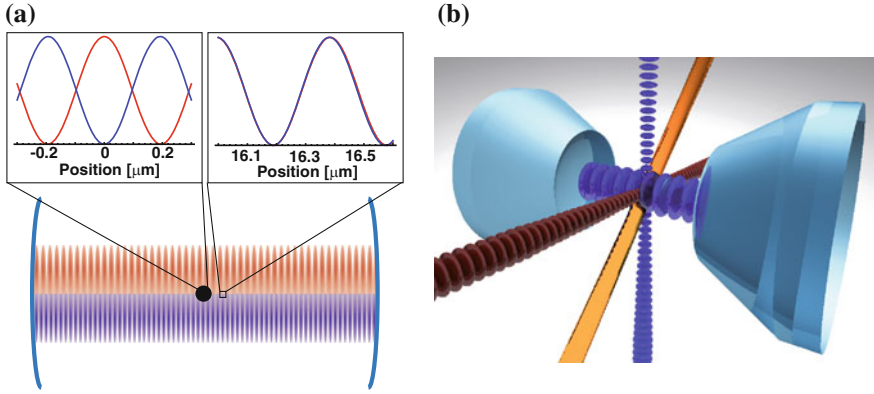 (a)
(b)
-0.2 0 0.2
Position [μm]
16.1 16.3 16.5
Position [μm]